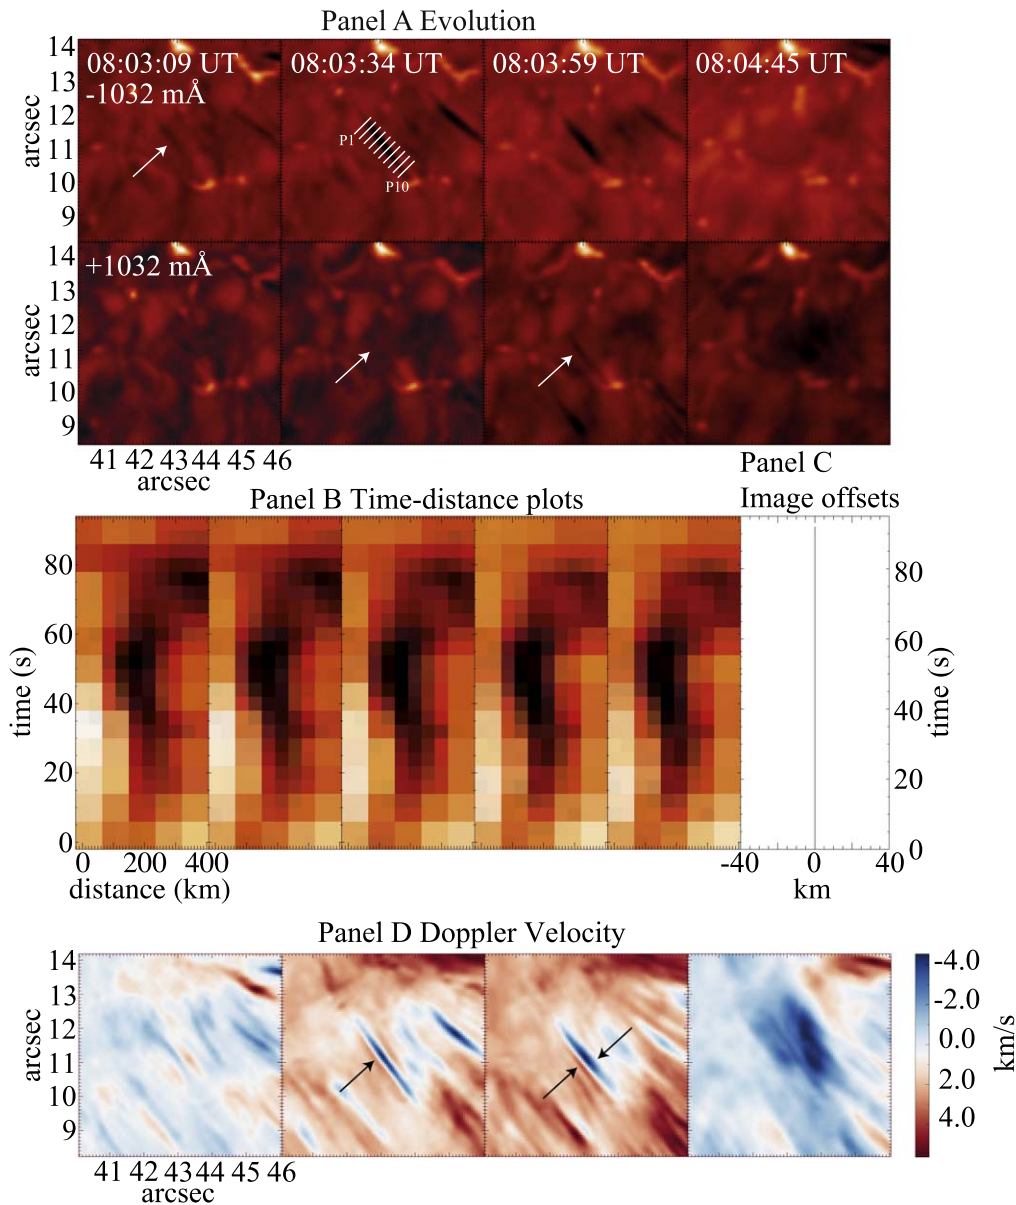 Panel A Evolution
08:03:09 UT 08:03:34 UT 08:03:59 UT 08:04:45 UT
-1032 mÅ
14
13
12
11
10
9
arcsec
P1
P10
+1032 mÅ
14
13
12
11
10
9
arcsec
41 42 43 44 45 46
arcsec
Panel C
Image offsets
Panel B Time-distance plots
80
60
40
20
0
time (s)
0 200 400
distance (km)
80
60
40
20
0
time (s)
-40 0 40
km
Panel D Doppler Velocity
14
13
12
11
10
9
arcsec
41 42 43 44 45 46
arcsec
-4.0
-2.0
0.0
2.0
4.0
km/s